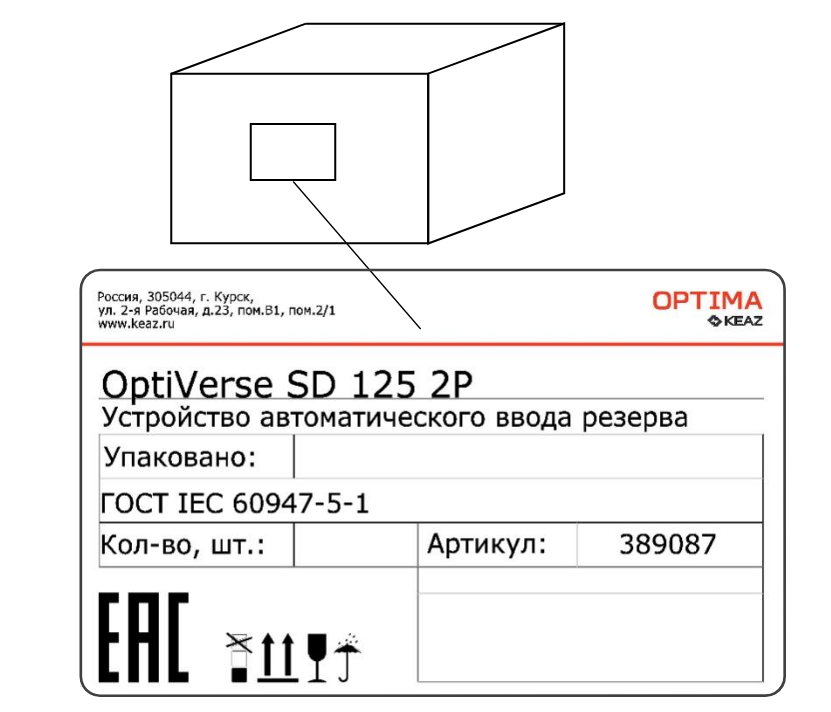 Россия, 305044, г. Курск,
ул. 2-я Рабочая, д.23, пом.В1, пом.2/1
www.keaz.ru
OPTIMA
KEAZ
OptiVerse SD 125 2P
Устройство автоматического ввода резерва
Упаковано:
ГОСТ IEC 60947-5-1
Кол-во, шт.:
Артикул: 389087
EAC